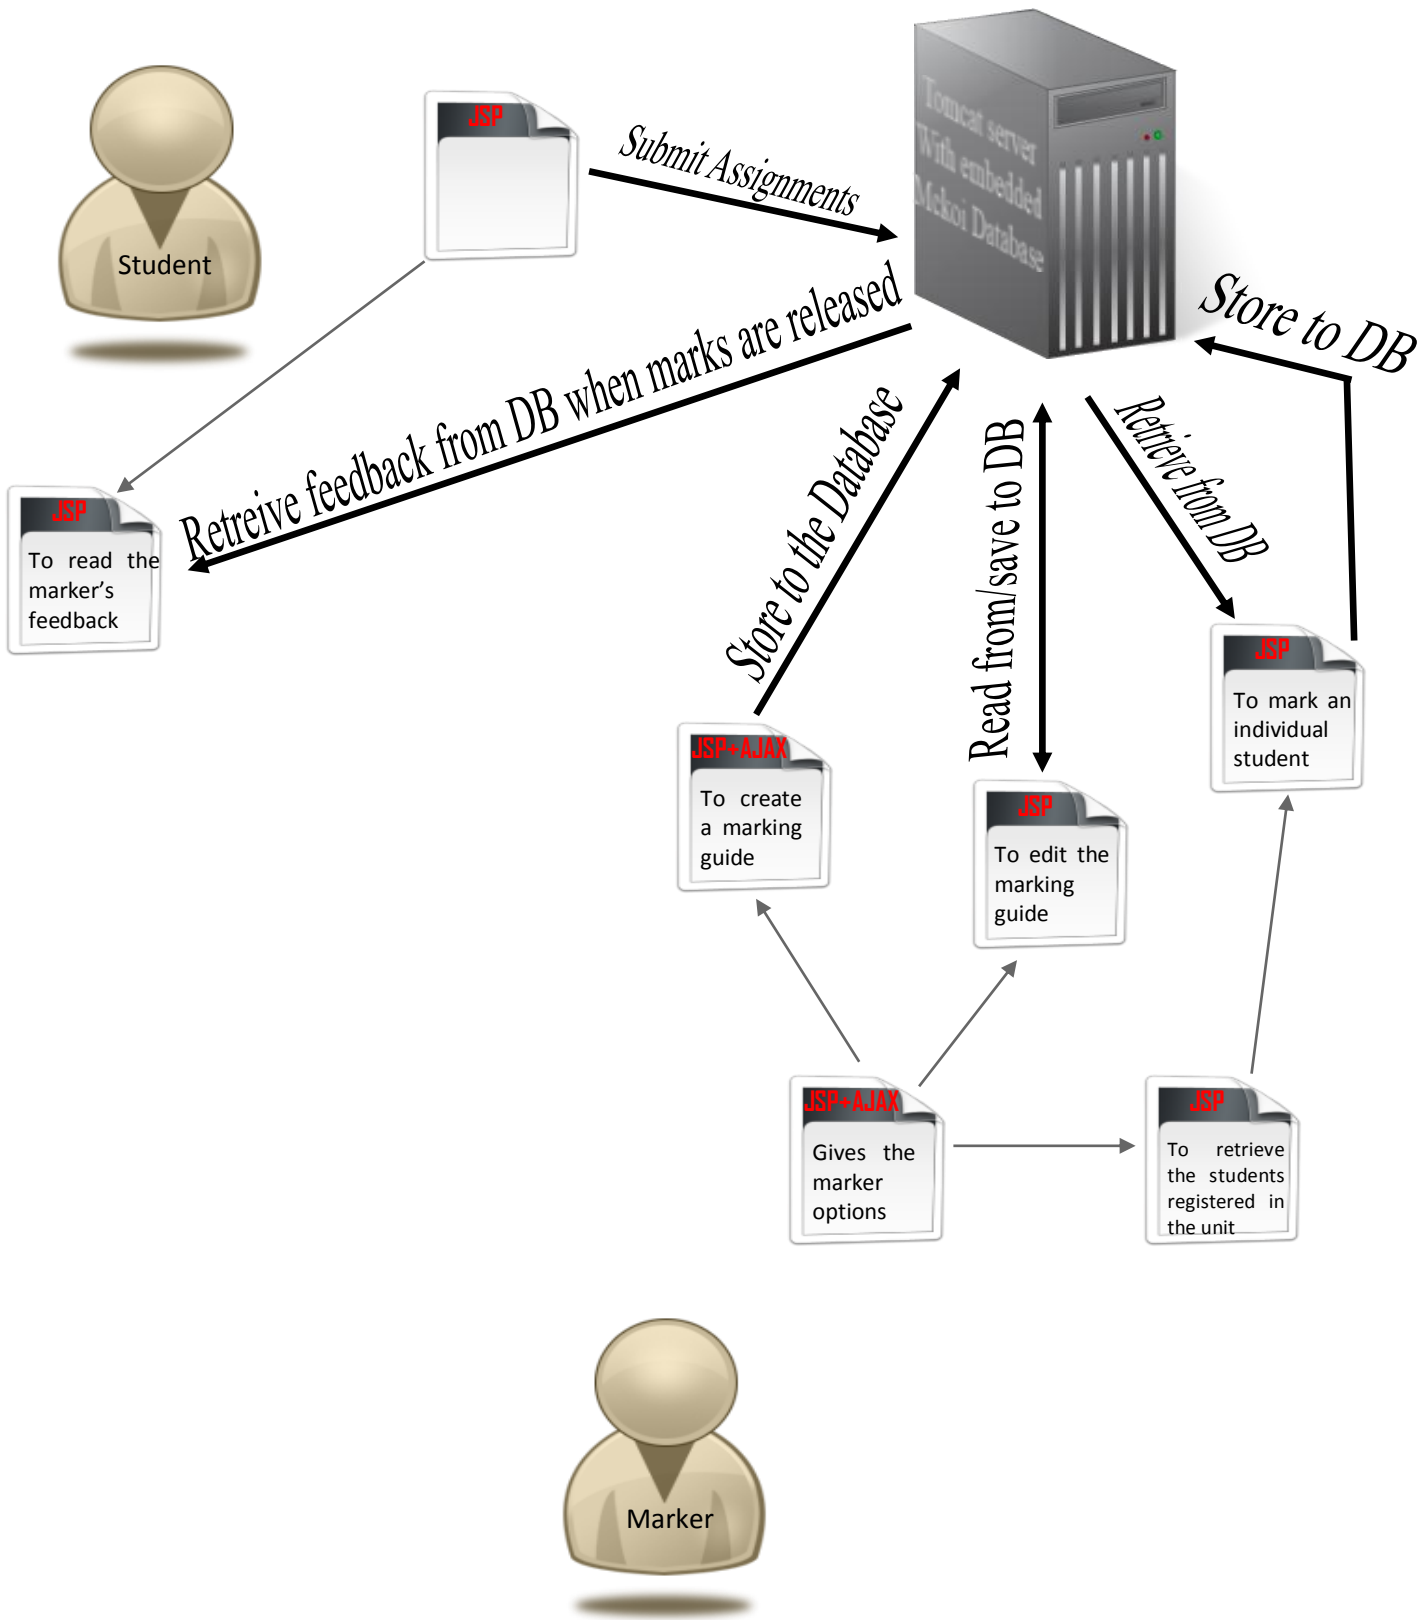 JSP
Submit Assignments
Tomcat server
With embedded
Mckoi Database
Student
Retreive feedback from DB when marks are released
Store to DB
JSP
To read the
marker's
feedback
Store to the Database
Read from/save to DB
Retrieve from DB
JSP
To mark an
individual
student
JSP+AJAX
To create
a marking
guide
JSP
To edit the
marking
guide
JSP+AJAX
Gives the
marker
options
JSP
To retrieve
the students
registered in
the unit
Marker